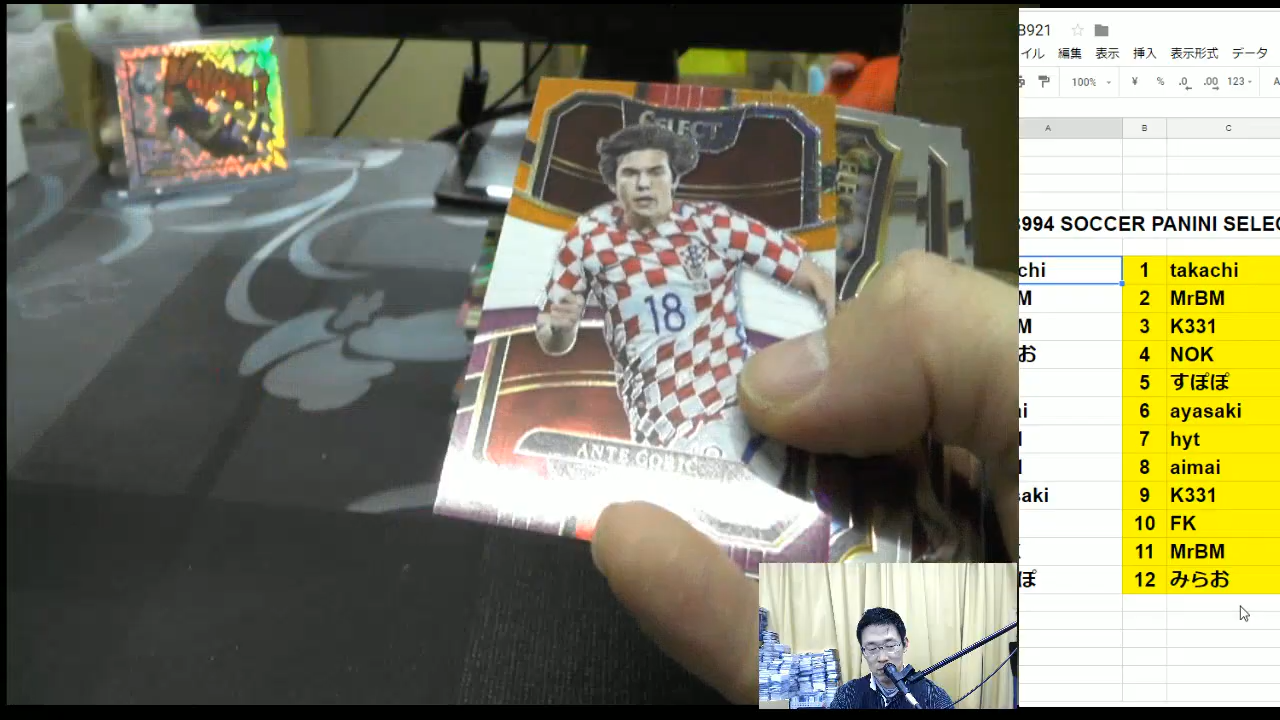 3921
イル 編集 表示 挿入 表示形式 データ
100% ¥ % .0 .00 123
A B C
3994 SOCCER PANINI SELEC
chi 1 takachi
M 2 MrBM
M 3 K331
お 4 NOK
5 すぽぽ
ai 6 ayasaki
7 hyt
8 aimai
saki 9 K331
10 FK
11 MrBM
ぽ 12 みらお
SELECT
18
ANTE CORIC